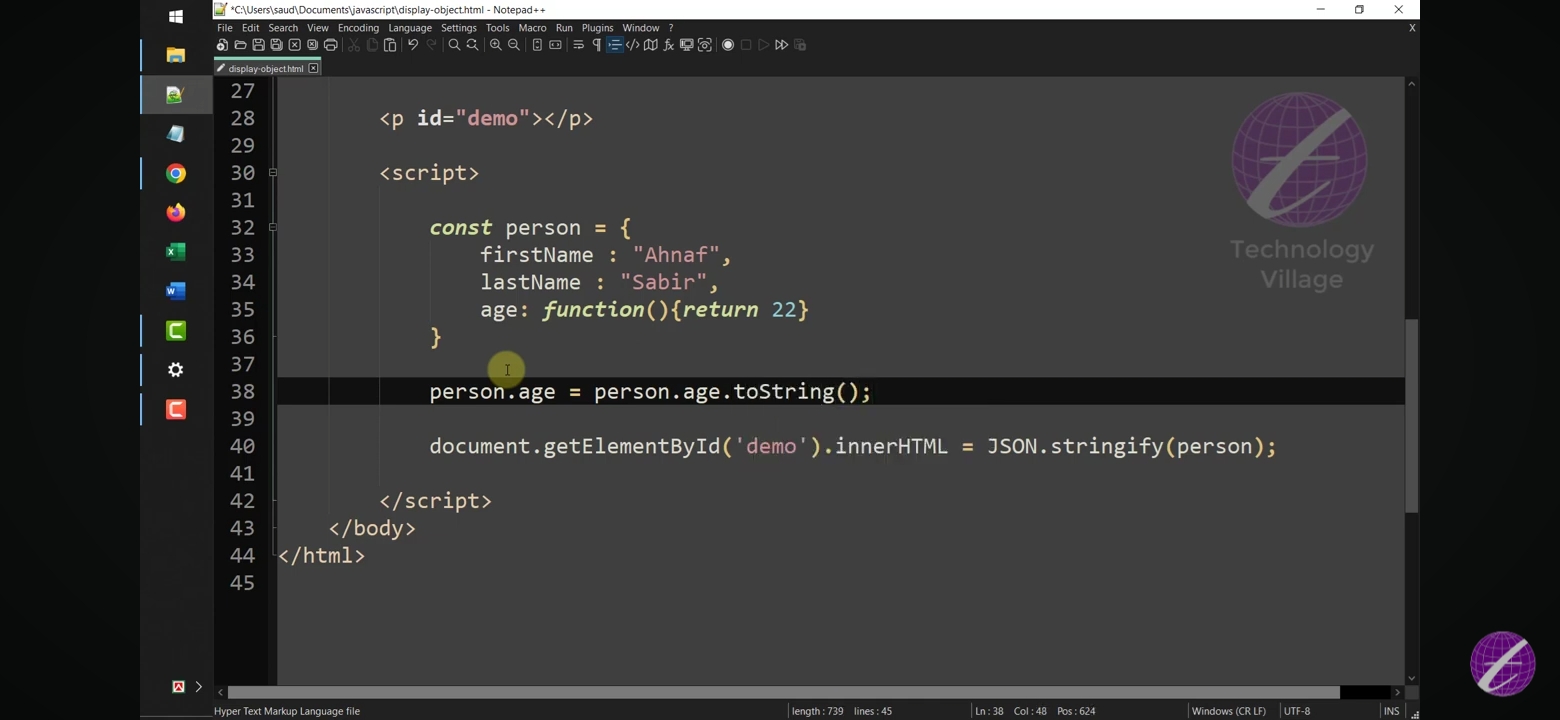 *C:\Users\saud\Documents\javascript\display-object.html - Notepad++
File Edit Search View Encoding Language Settings Tools Macro Run Plugins Window ? X
display-object.html
27
28 <p id="demo"></p>
29
30 <script>
31
32 const person = {
33 firstName : "Ahnaf",
34 lastName : "Sabir",
35 age: function(){return 22}
36 }
37
38 person.age = person.age.toString();
39
40 document.getElementById('demo').innerHTML = JSON.stringify(person);
41
42 </script>
43 </body>
44 </html>
45
Technology
Village
Hyper Text Markup Language file length : 739 lines : 45 Ln : 38 Col : 48 Pos : 624 Windows (CR LF) UTF-8 INS